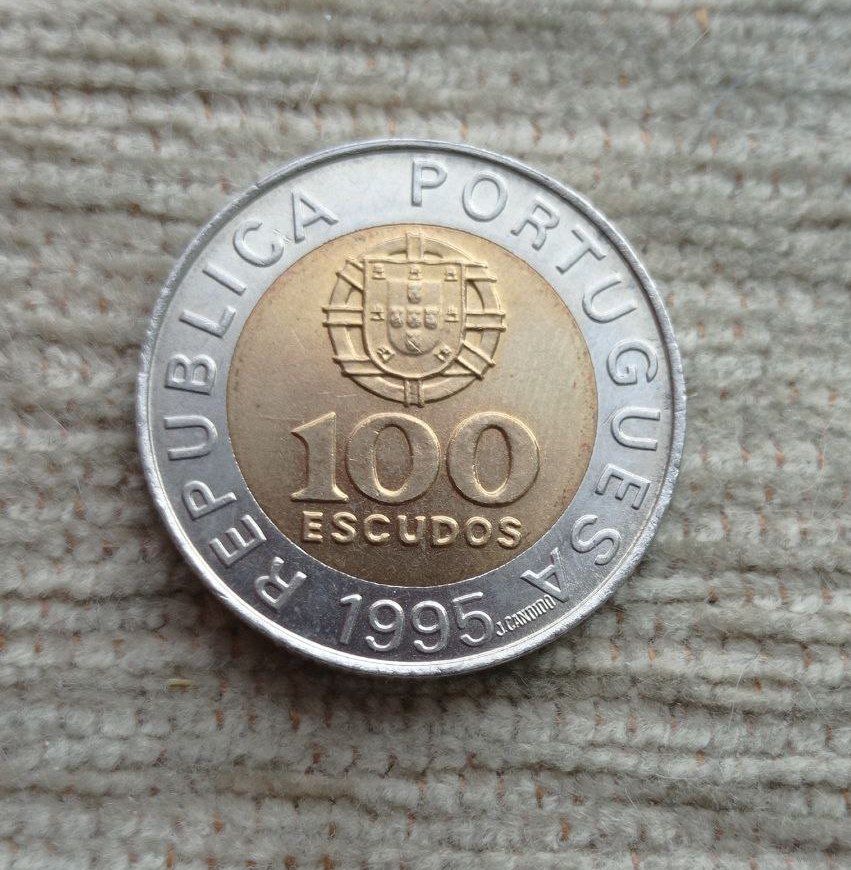 REPUBLICA PORTUGUESA
100
ESCUDOS
1995
J.CANDIDO